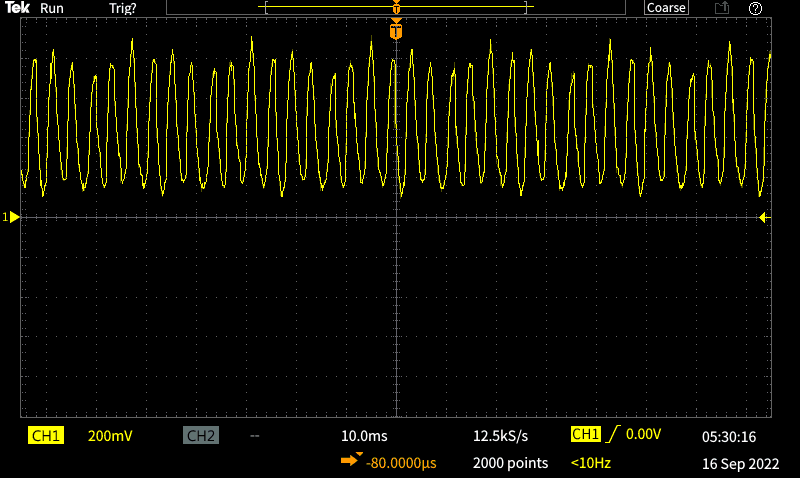 Tek Run Trig? T Coarse ?
T
1
CH1 200mV CH2 -- 10.0ms 12.5kS/s CH1 0.00V 05:30:16
-80.0000µs 2000 points <10Hz 16 Sep 2022